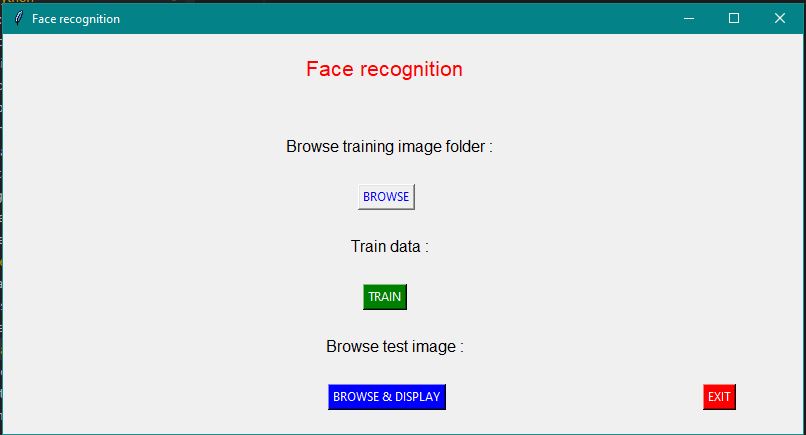 Face recognition
Face recognition
Browse training image folder :
BROWSE
Train data :
TRAIN
Browse test image :
BROWSE & DISPLAY
EXIT